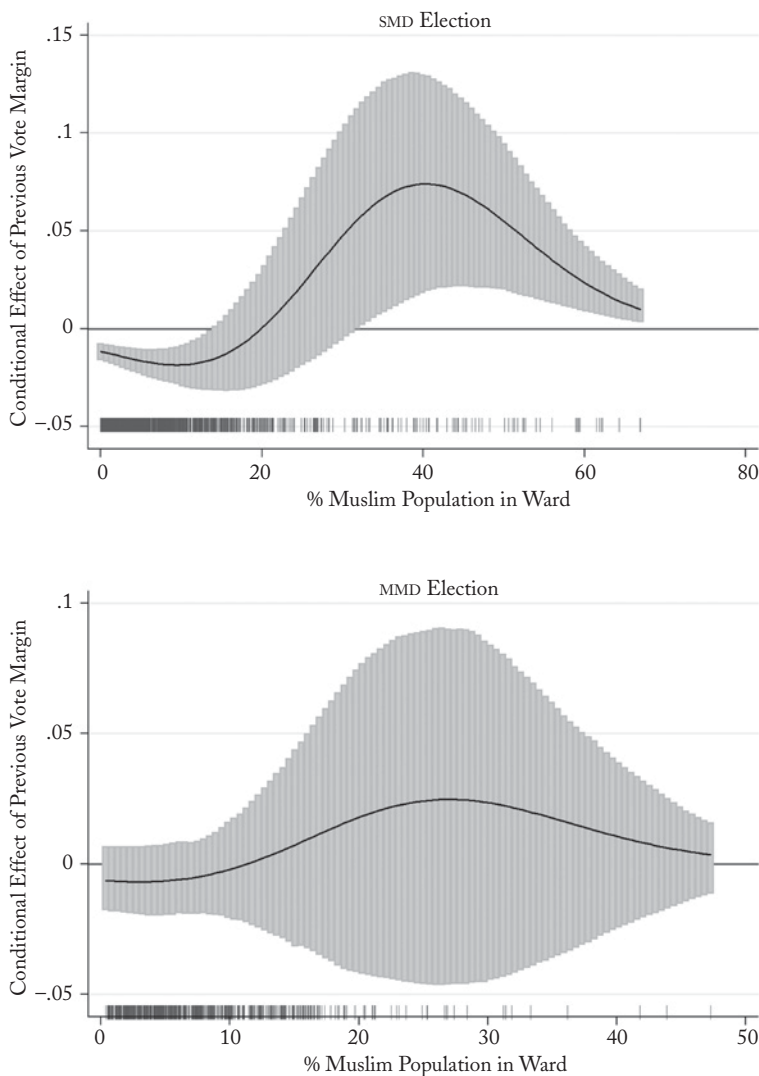 SMD Election
Conditional Effect of Previous Vote Margin
.15
.1
.05
0
–.05
0 20 40 60 80
% Muslim Population in Ward
MMD Election
Conditional Effect of Previous Vote Margin
.1
.05
0
–.05
0 10 20 30 40 50
% Muslim Population in Ward